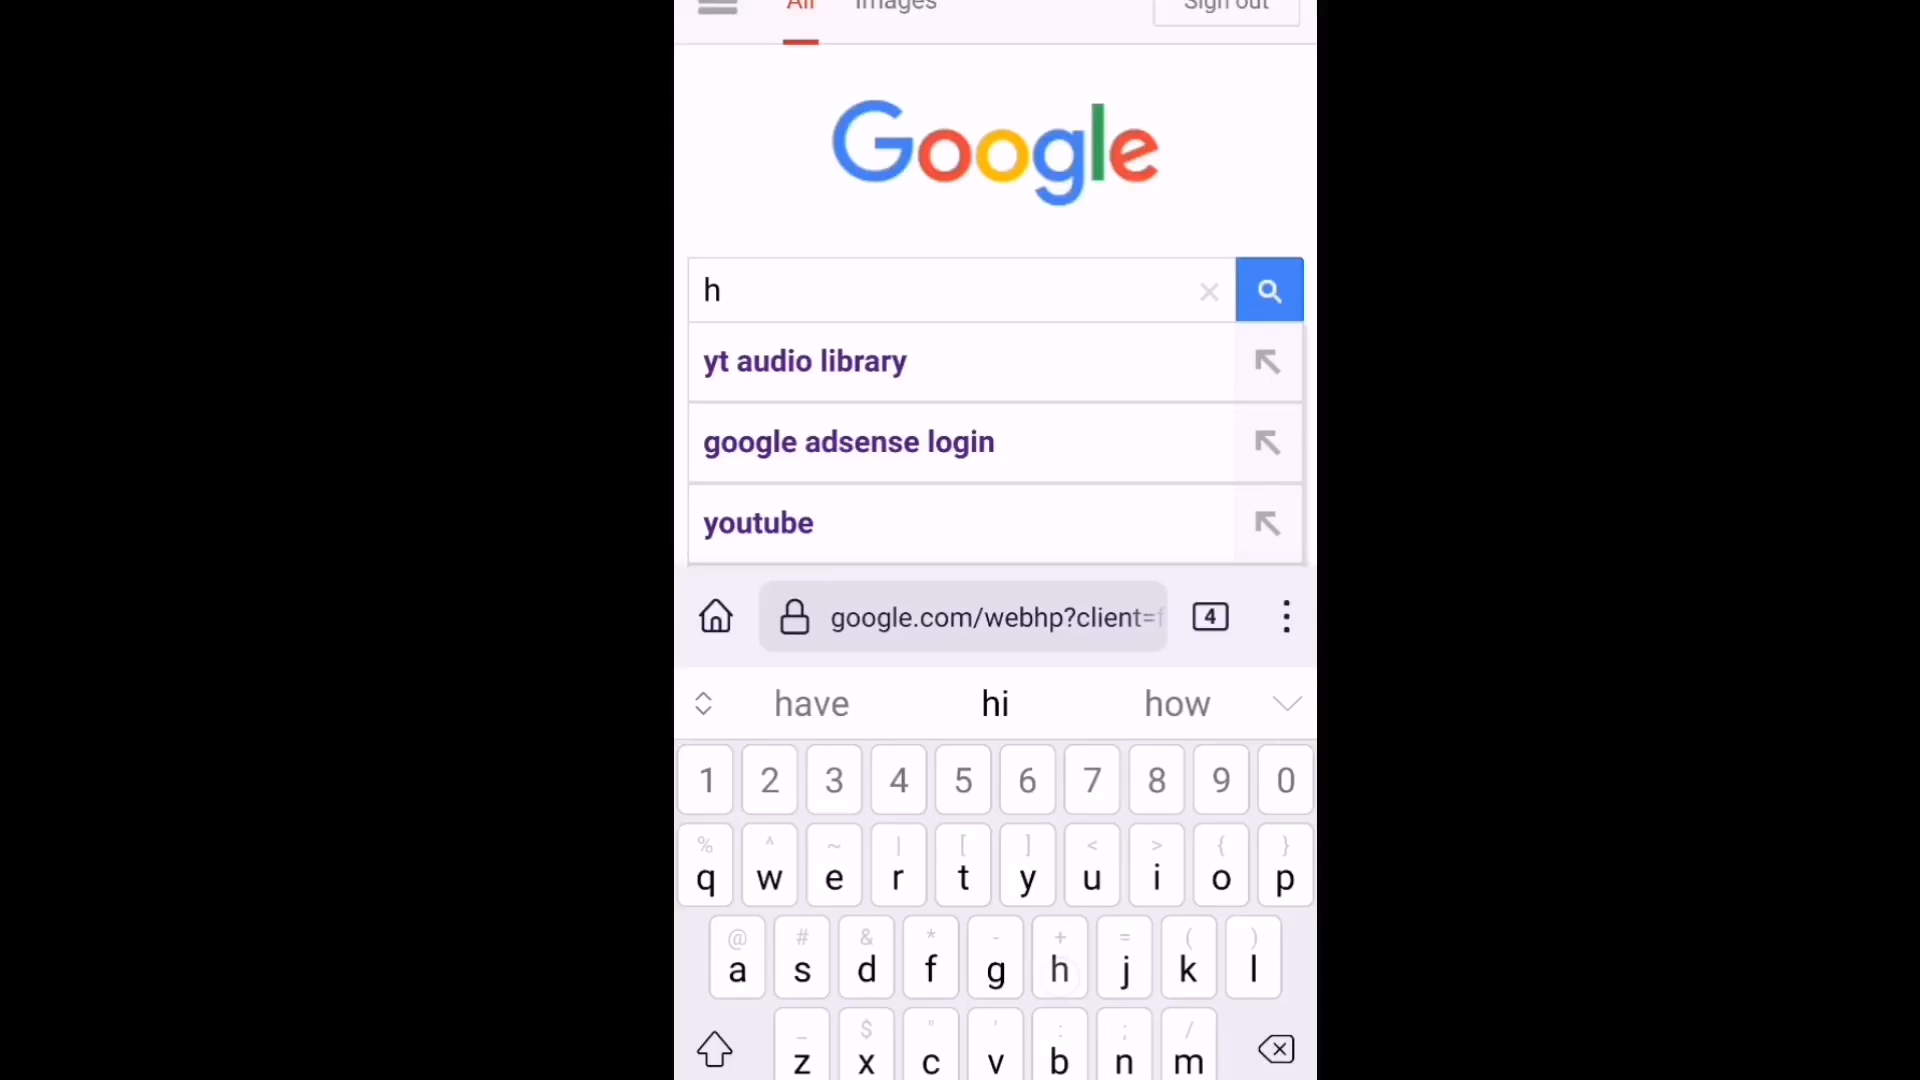 All Images Sign out
Google
h
yt audio library
google adsense login
youtube
google.com/webhp?client=f
4
have hi how
1 2 3 4 5 6 7 8 9 0
% ^ ~ | [ ] < > { }
q w e r t y u i o p
@ # & * - + = ( )
a s d f g h j k l
_ $ " ' : ; /
z x c v b n m